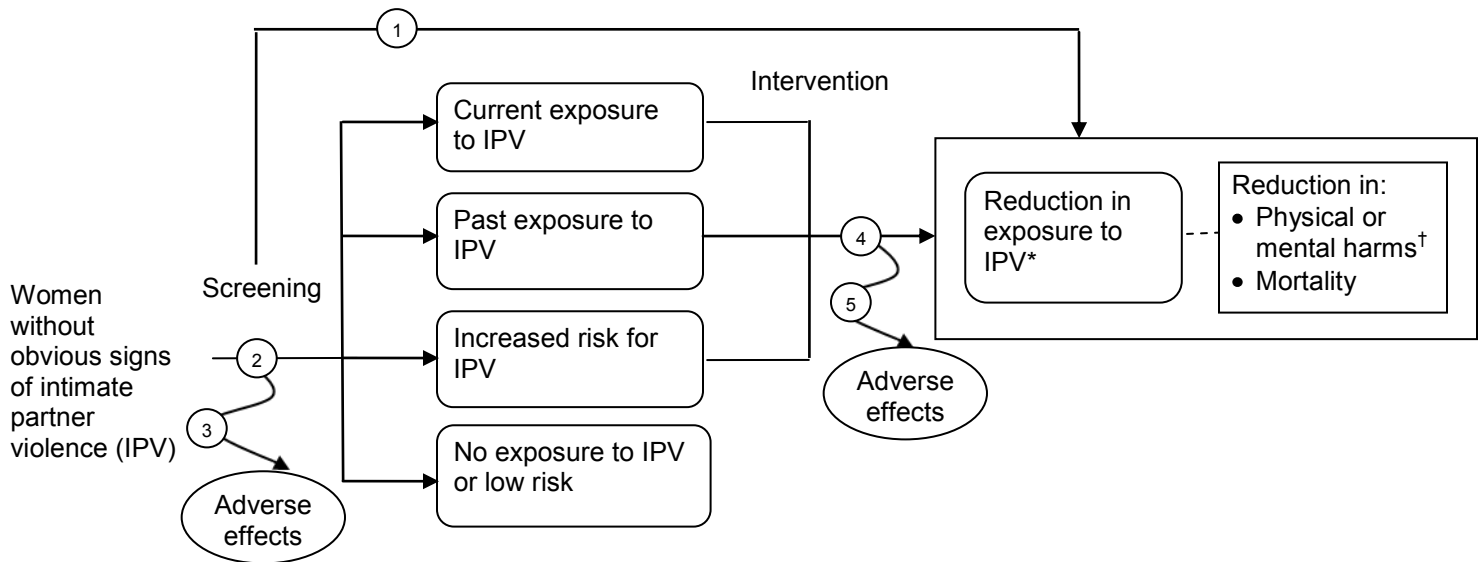 1
Intervention
Current exposure
to IPV
Past exposure to
IPV
Reduction in
exposure to
IPV*
Reduction in:
• Physical or
mental harms†
• Mortality
4
Screening
Women
without
obvious signs
of intimate
partner
violence (IPV)
2
3
Increased risk for
IPV
5
Adverse
effects
No exposure to IPV
or low risk
Adverse
effects